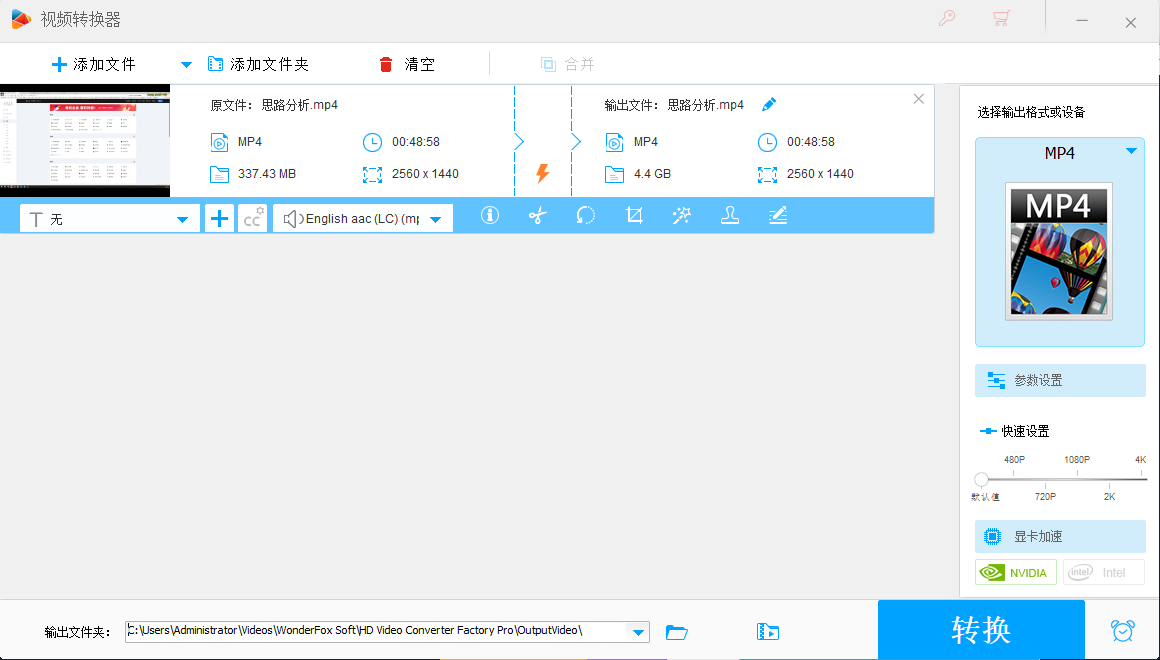 视频转换器
添加文件
添加文件夹
清空
合并
原文件: 思路分析.mp4
MP4
00:48:58
337.43 MB
2560 x 1440
输出文件: 思路分析.mp4
MP4
00:48:58
4.4 GB
2560 x 1440
无
English aac (LC) (mp
选择输出格式或设备
MP4
MP4
参数设置
快速设置
480P 1080P 4K
默认值 720P 2K
显卡加速
NVIDIA
intel Intel
输出文件夹:
C:\Users\Administrator\Videos\WonderFox Soft\HD Video Converter Factory Pro\OutputVideo\
转换